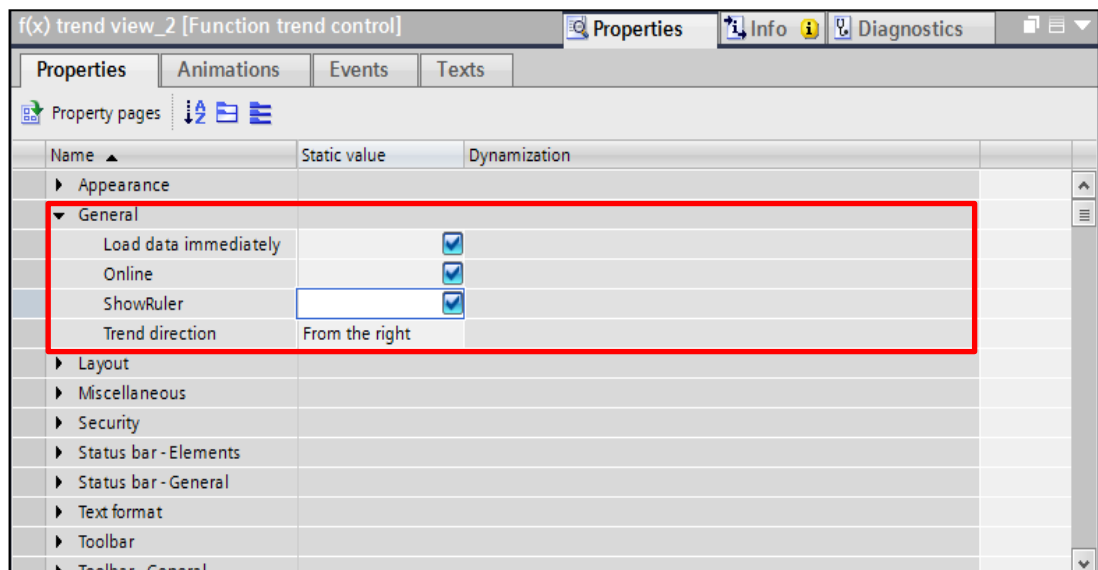 f(x) trend view_2 [Function trend control] Properties Info Diagnostics
Properties Animations Events Texts
Property pages
Name Static value Dynamization
Appearance
General
Load data immediately
Online
ShowRuler
Trend direction From the right
Layout
Miscellaneous
Security
Status bar - Elements
Status bar - General
Text format
Toolbar
Toolbar - General